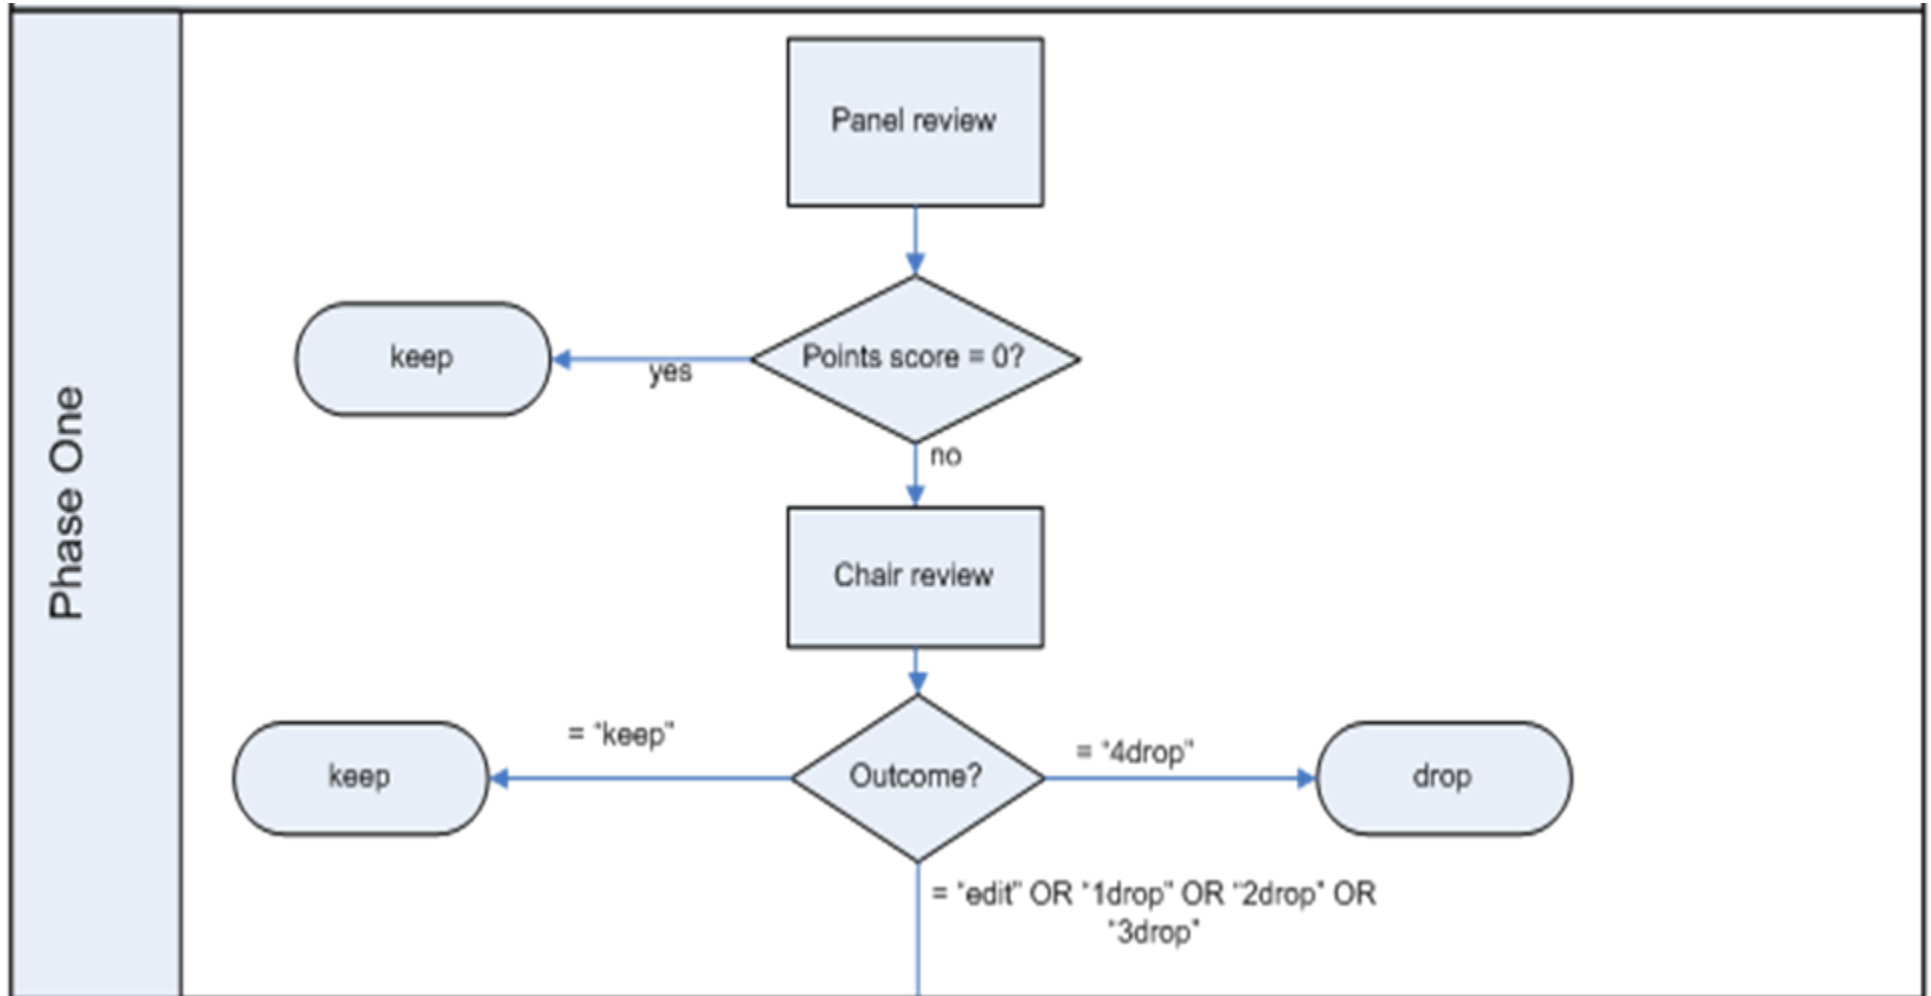 Phase One
Panel review
Points score = 0?
keep
yes
no
Chair review
Outcome?
= "keep"
keep
= "4drop"
drop
= "edit" OR "1drop" OR "2drop" OR
"3drop"